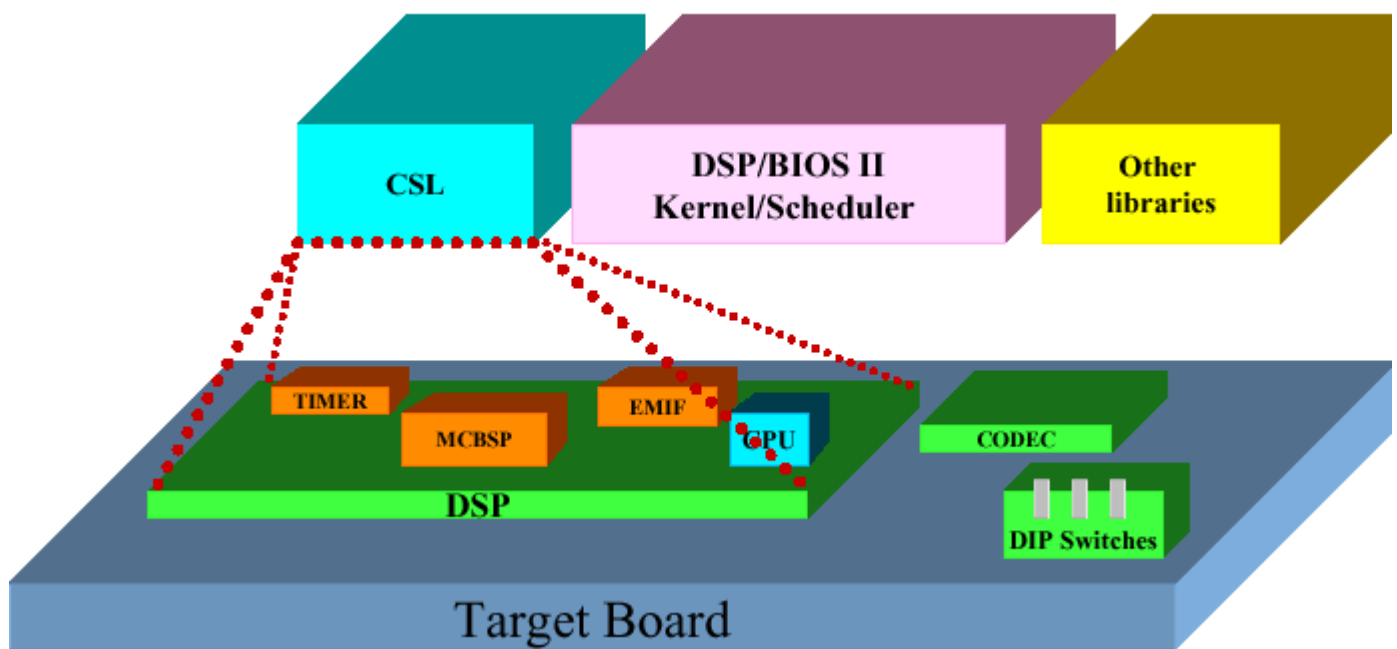 CSL
DSP/BIOS II
Kernel/Scheduler
Other
libraries
TIMER
MCBSP
EMIF
CPU
CODEC
DSP
DIP Switches
Target Board